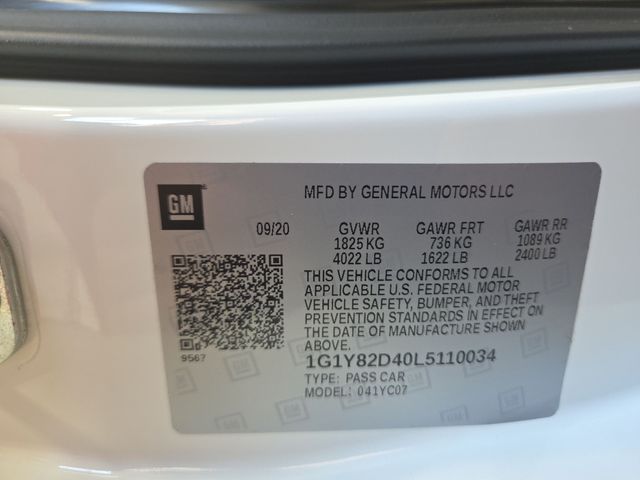 GM
MFD BY GENERAL MOTORS LLC
09/20 GVWR GAWR FRT GAWR RR
1825 KG 736 KG 1089 KG
4022 LB 1622 LB 2400 LB
THIS VEHICLE CONFORMS TO ALL
APPLICABLE U.S. FEDERAL MOTOR
VEHICLE SAFETY, BUMPER, AND THEFT
PREVENTION STANDARDS IN EFFECT ON
THE DATE OF MANUFACTURE SHOWN
ABOVE.
9567
1G1Y82D40L5110034
TYPE: PASS CAR
MODEL: 041YC07